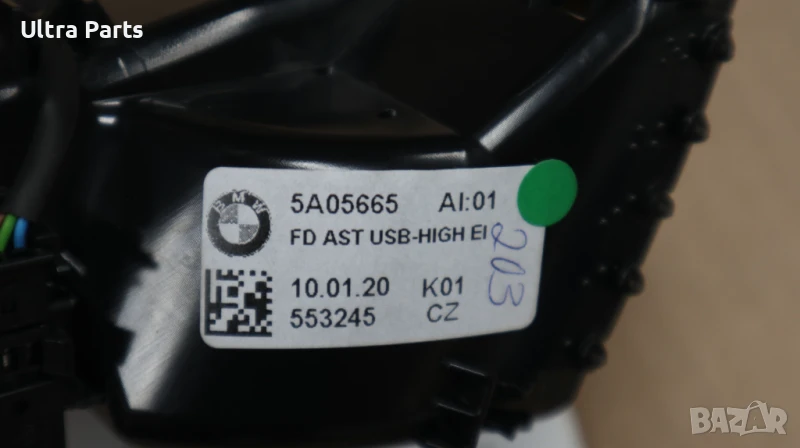 Ultra Parts
BMW
5A05665 AI:01
FD AST USB-HIGH EI
203
10.01.20 K01
553245 CZ
BAZAR